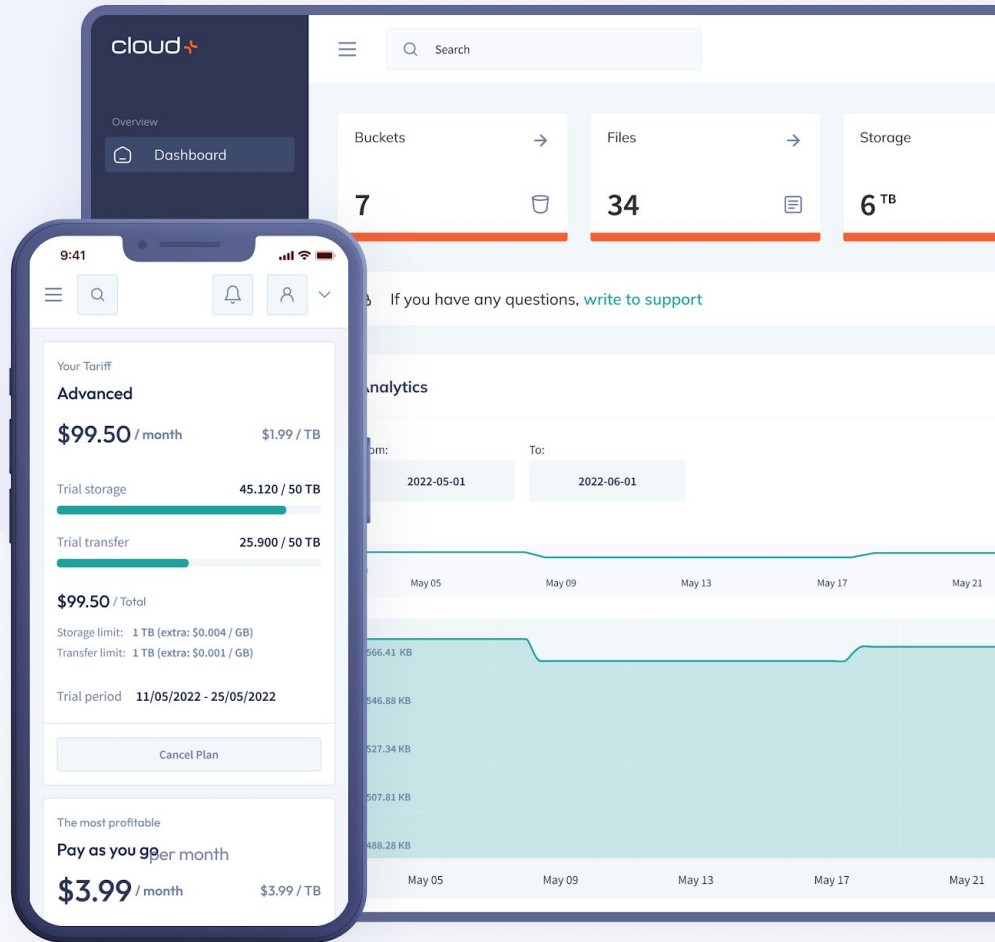 cloud
Search
Overview
Dashboard
Buckets
7
Files
34
Storage
6 TB
If you have any questions, write to support
nalytics
om:
To:
2022-05-01
2022-06-01
May 05
May 09
May 13
May 17
May 21
566.41 KB
546.88 KB
527.34 KB
507.81 KB
488.28 KB
May 05
May 09
May 13
May 17
May 21
9:41
Your Tariff
Advanced
$99.50 / month
$1.99 / TB
Trial storage
45.120 / 50 TB
Trial transfer
25.900 / 50 TB
$99.50 / Total
Storage limit: 1 TB (extra: $0.004 / GB)
Transfer limit: 1 TB (extra: $0.001 / GB)
Trial period 11/05/2022 - 25/05/2022
Cancel Plan
The most profitable
Pay as you go
per month
$3.99 / month
$3.99 / TB